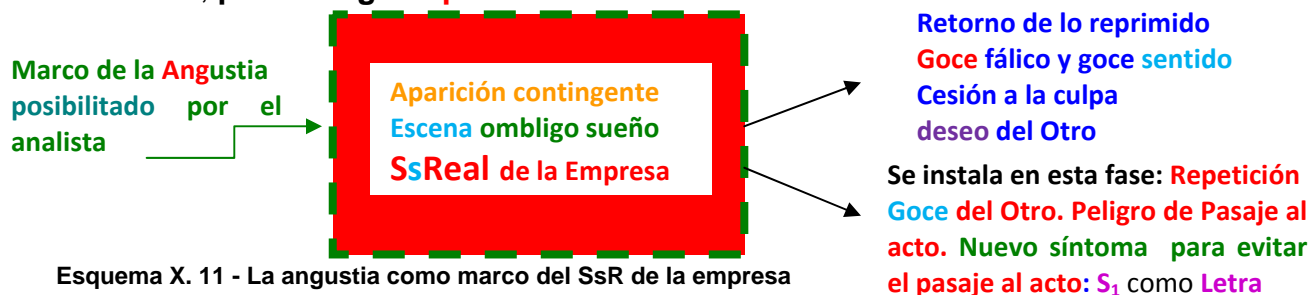 Marco de la Angustia
posibilitado por el
analista
Aparición contingente
Escena ombligo sueño
SsReal de la Empresa
Retorno de lo reprimido
Goce fálico y goce sentido
Cesión a la culpa
deseo del Otro
Se instala en esta fase: Repetición
Goce del Otro. Peligro de Pasaje al
acto. Nuevo síntoma para evitar
el pasaje al acto: S₁ como Letra
Esquema X. 11 - La angustia como marco del SsR de la empresa